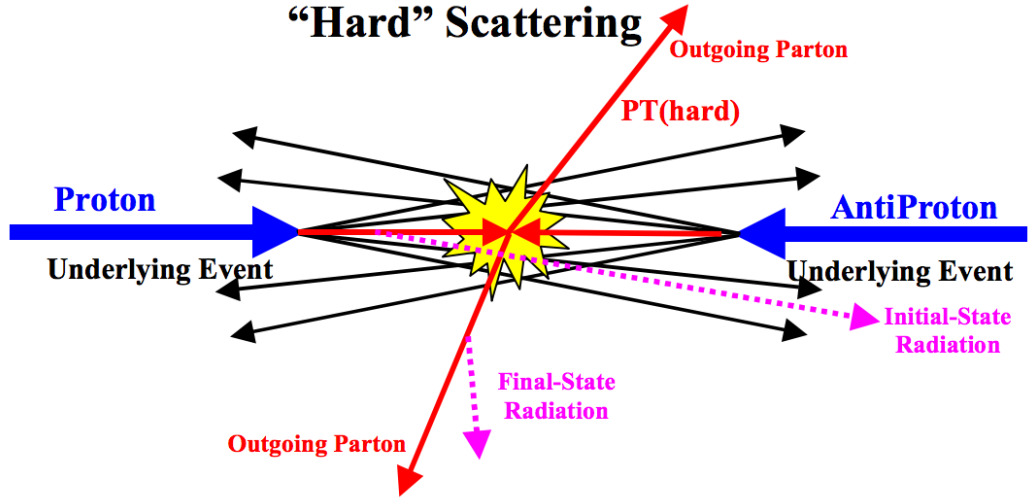 “Hard” Scattering
Outgoing Parton
PT(hard)
Proton
AntiProton
Underlying Event
Underlying Event
Initial-State
Radiation
Final-State
Radiation
Outgoing Parton